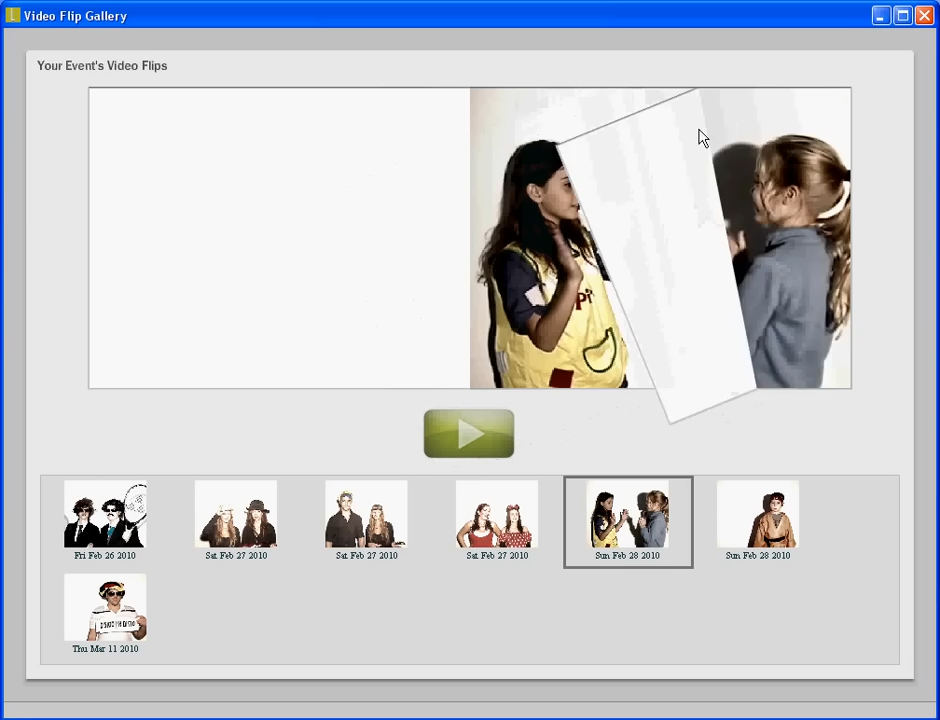 Video Flip Gallery
Your Event's Video Flips
Fri Feb 26 2010
Sat Feb 27 2010
Sat Feb 27 2010
Sat Feb 27 2010
Sun Feb 28 2010
Sun Feb 28 2010
Thu Mar 11 2010